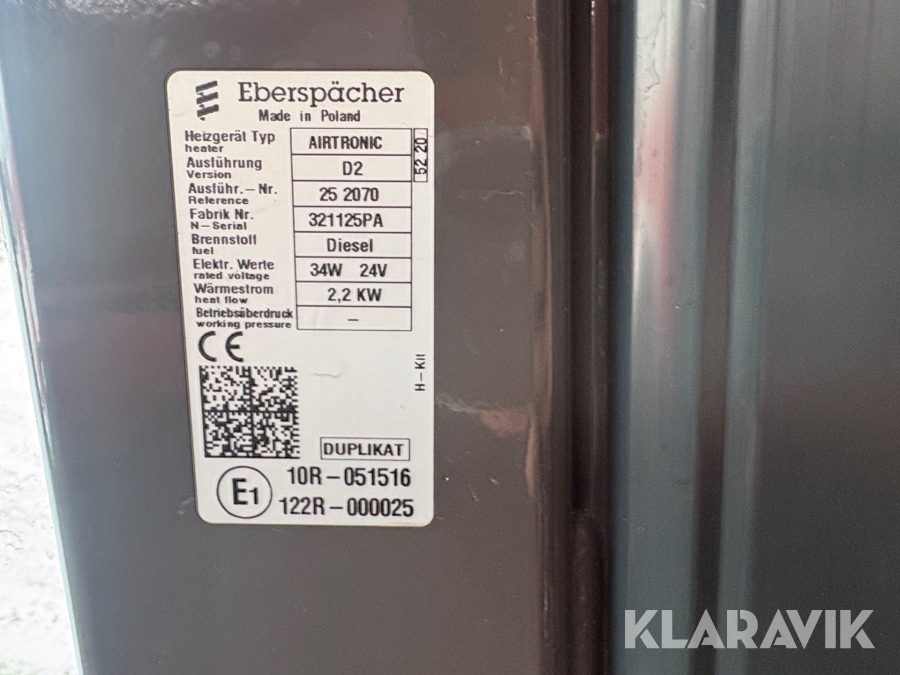 Eberspächer
Made in Poland
Heizgerät Typ AIRTRONIC
heater
Ausführung D2
Version
Ausführ.-Nr. 25 2070
Reference
Fabrik Nr. 321125PA
N-Serial
Brennstoff Diesel
fuel
Elektr. Werte 34W 24V
rated voltage
Wärmestrom 2,2 KW
heat flow
Betriebsüberdruck –
working pressure
52 20
CE
H-Kit
DUPLIKAT
E1
10R-051516
122R-000025
KLARAVIK